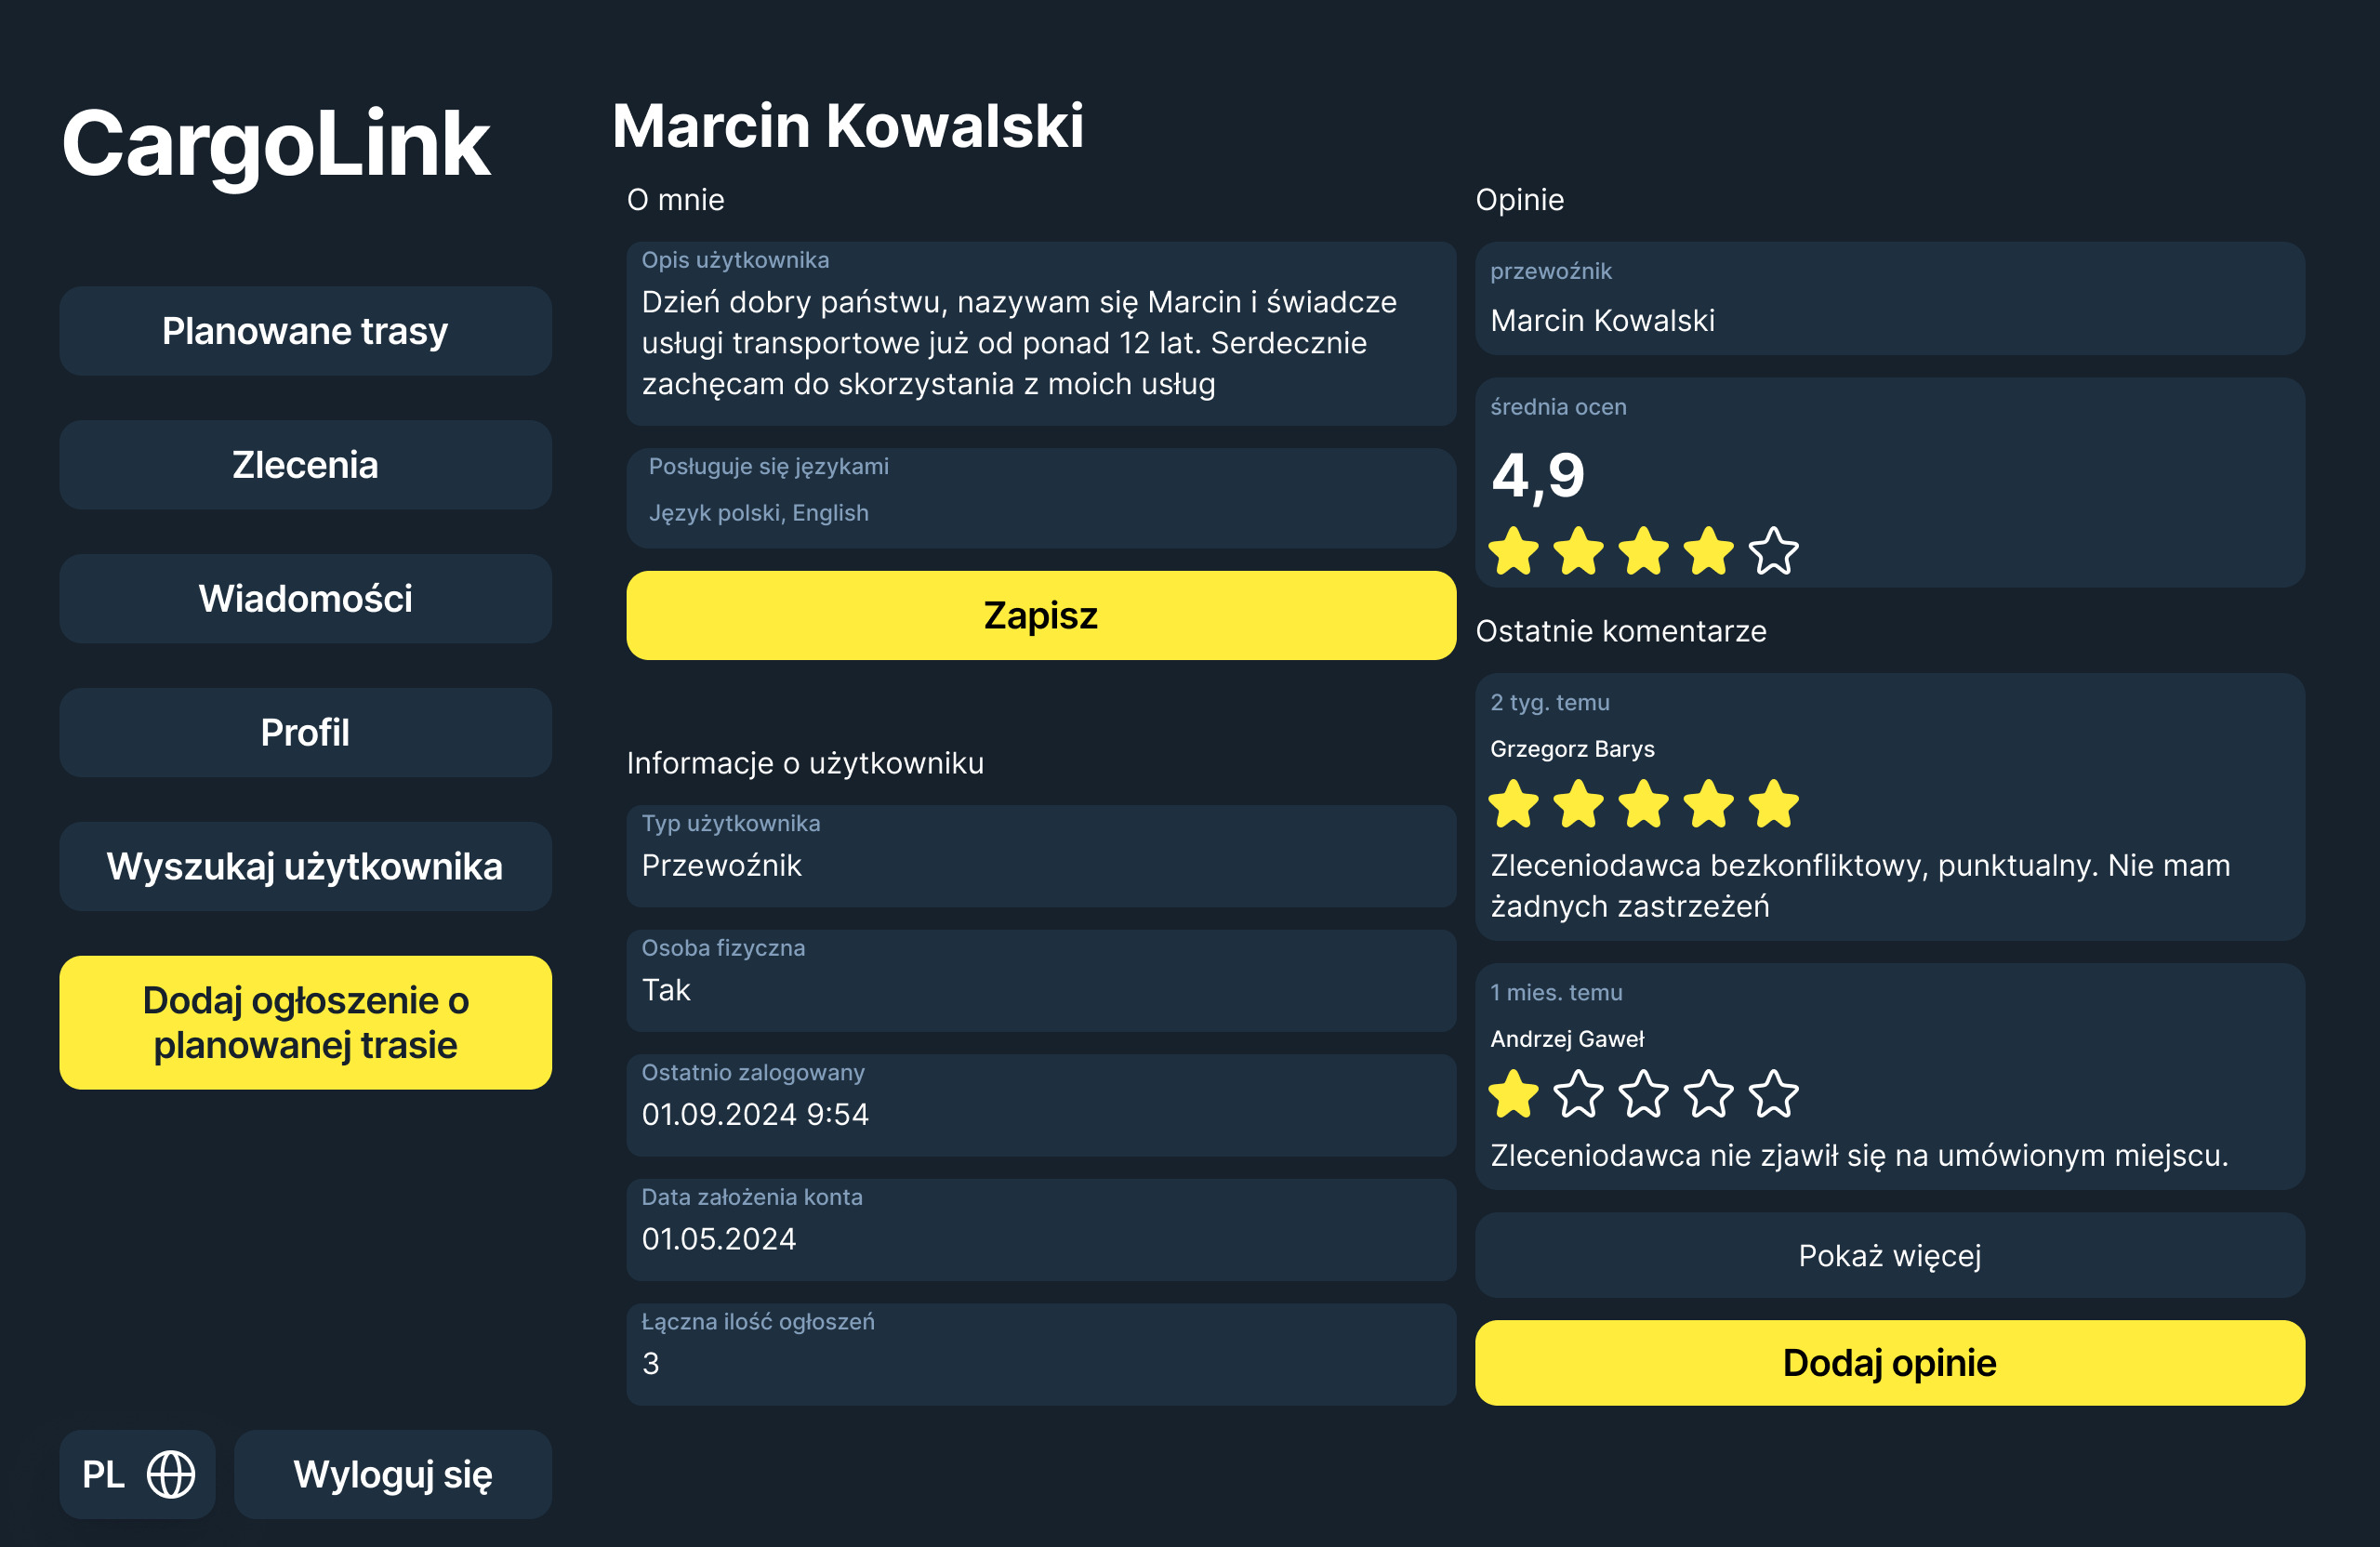 CargoLink
Planowane trasy
Zlecenia
Wiadomości
Profil
Wyszukaj użytkownika
Dodaj ogłoszenie o
planowanej trasie
PL
Wyloguj się
Marcin Kowalski
O mnie
Opis użytkownika
Dzień dobry państwu, nazywam się Marcin i świadcze
usługi transportowe już od ponad 12 lat. Serdecznie
zachęcam do skorzystania z moich usług
Posługuje się językami
Język polski, English
Zapisz
Informacje o użytkowniku
Typ użytkownika
Przewoźnik
Osoba fizyczna
Tak
Ostatnio zalogowany
01.09.2024 9:54
Data założenia konta
01.05.2024
Łączna ilość ogłoszeń
3
Opinie
przewoźnik
Marcin Kowalski
średnia ocen
4,9
Ostatnie komentarze
2 tyg. temu
Grzegorz Barys
Zleceniodawca bezkonfliktowy, punktualny. Nie mam
żadnych zastrzeżeń
1 mies. temu
Andrzej Gaweł
Zleceniodawca nie zjawił się na umówionym miejscu.
Pokaż więcej
Dodaj opinie